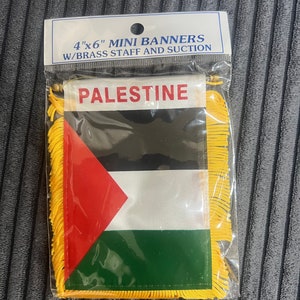 4"x6" MINI BANNERS
W/BRASS STAFF AND SUCTION
PALESTINE